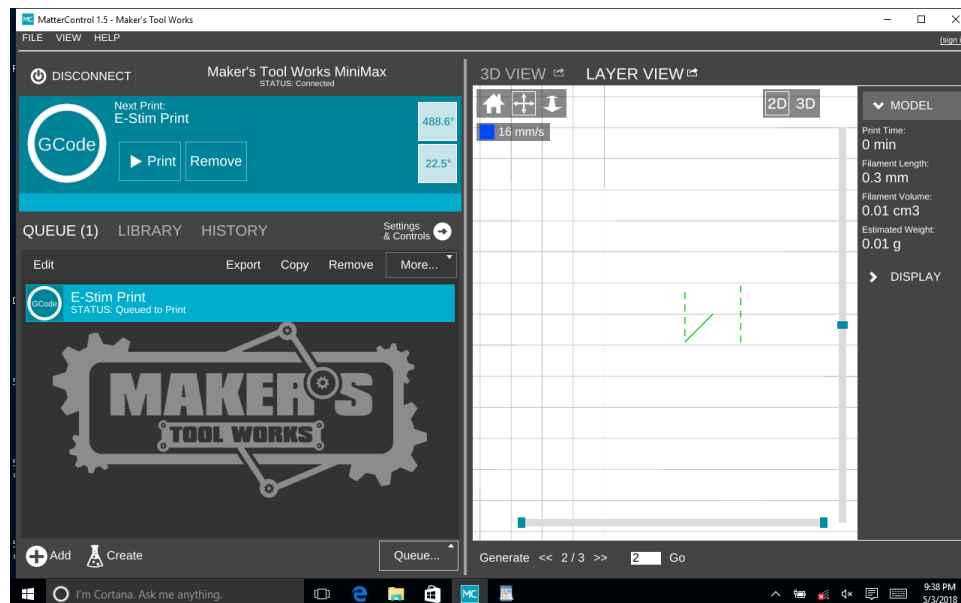 MatterControl 1.5 - Maker's Tool Works
FILE VIEW HELP
(sign i
DISCONNECT
Maker's Tool Works MiniMax
STATUS: Connected
Next Print:
E-Stim Print
GCode
Print
Remove
488.6°
22.5°
QUEUE (1) LIBRARY HISTORY
Settings
& Controls
Edit Export Copy Remove More...
GCode
E-Stim Print
STATUS: Queued to Print
MAKER'S
TOOL WORKS
Add
Create
Queue...
3D VIEW LAYER VIEW
2D 3D
16 mm/s
MODEL
Print Time:
0 min
Filament Length:
0.3 mm
Filament Volume:
0.01 cm3
Estimated Weight:
0.01 g
DISPLAY
Generate << 2 / 3 >> 2 Go
I'm Cortana. Ask me anything.
MC
9:38 PM
5/3/2018